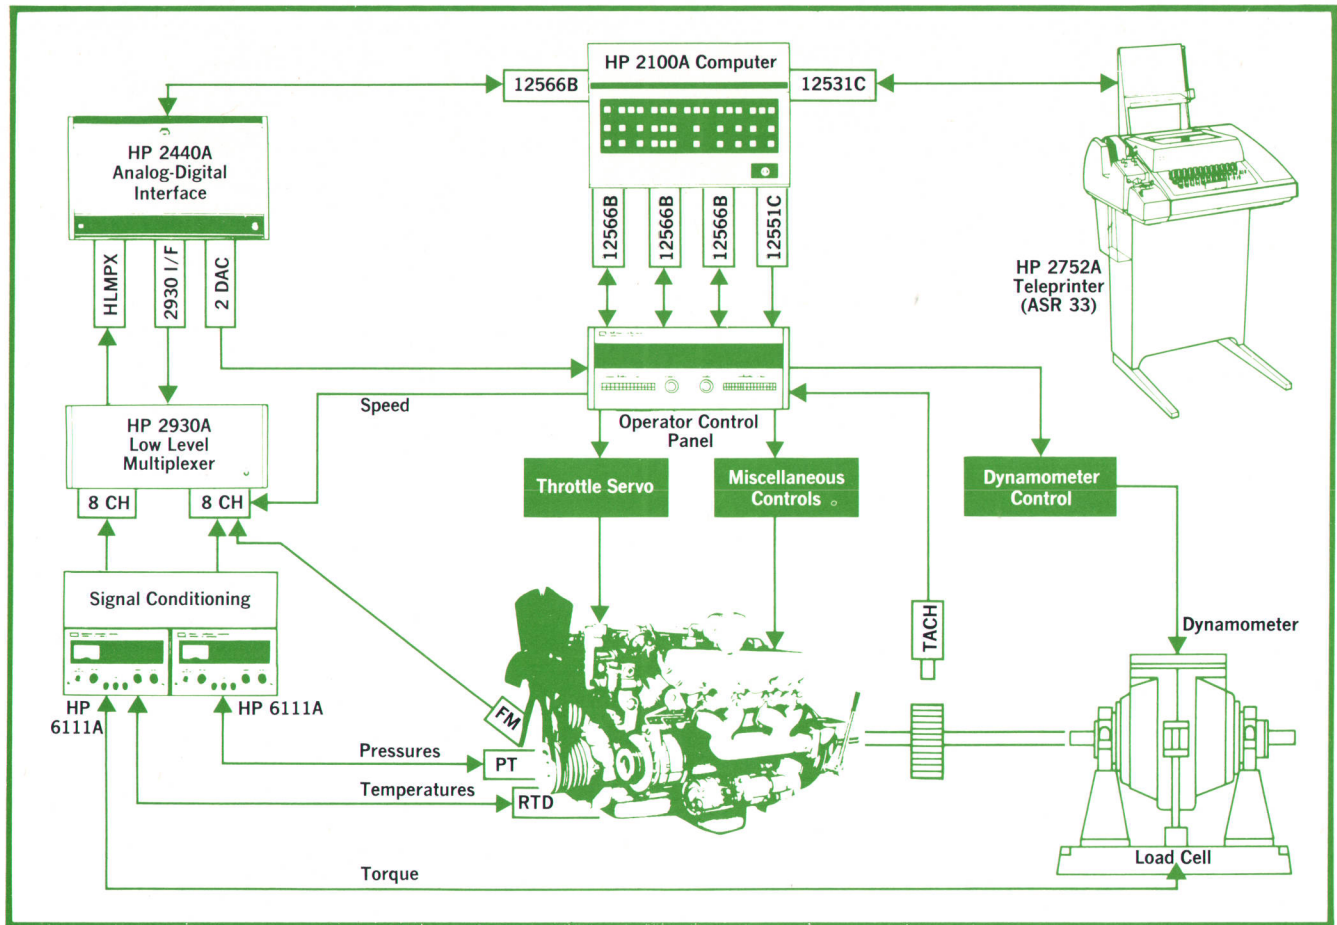 HP 2100A Computer
12566B
12531C
HP 2440A
Analog-Digital
Interface
12566B
12566B
12566B
12551C
HLMPX
2930 I/F
2 DAC
HP 2752A
Teleprinter
(ASR 33)
Speed
HP 2930A
Low Level
Multiplexer
Operator Control
Panel
8 CH
8 CH
Throttle Servo
Miscellaneous
Controls
Dynamometer
Control
Signal Conditioning
TACH
Dynamometer
HP
6111A
HP 6111A
FM
Pressures
PT
Temperatures
RTD
Torque
Load Cell